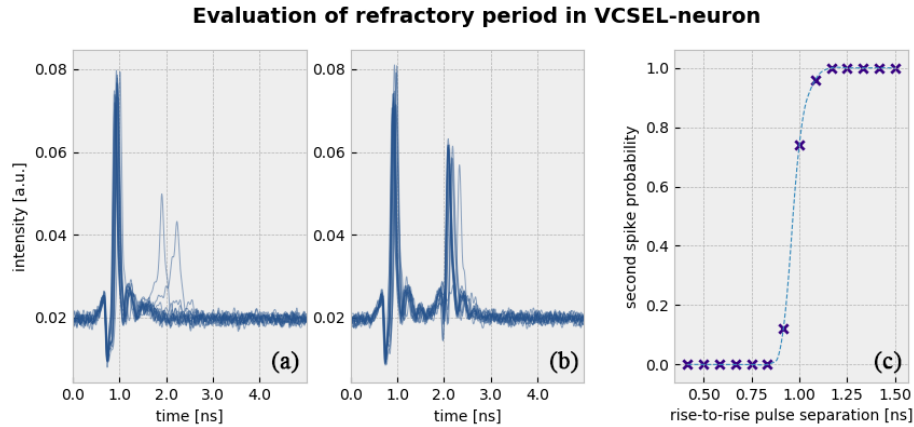 Evaluation of refractory period in VCSEL-neuron
intensity [a.u.]
0.08
0.06
0.04
0.02
0.0 1.0 2.0 3.0 4.0
time [ns]
(a)
0.08
0.06
0.04
0.02
0.0 1.0 2.0 3.0 4.0
time [ns]
(b)
second spike probability
1.0
0.8
0.6
0.4
0.2
0.0
0.50 0.75 1.00 1.25 1.50
rise-to-rise pulse separation [ns]
(c)